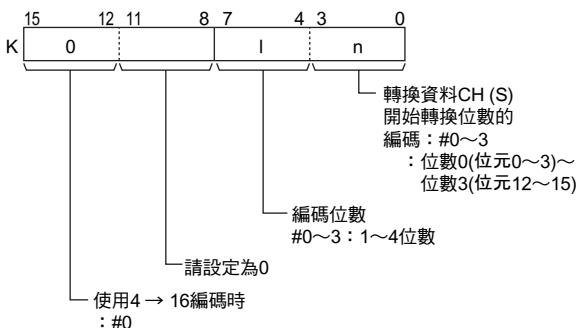 15 12 11 8 7 4 3 0
K 0 l n
轉換資料CH (S)
開始轉換位數的
編碼：#0～3
：位數0(位元0～3)～
位數3(位元12～15)
編碼位數
#0～3：1～4位數
請設定為0
使用4 → 16編碼時
：#0